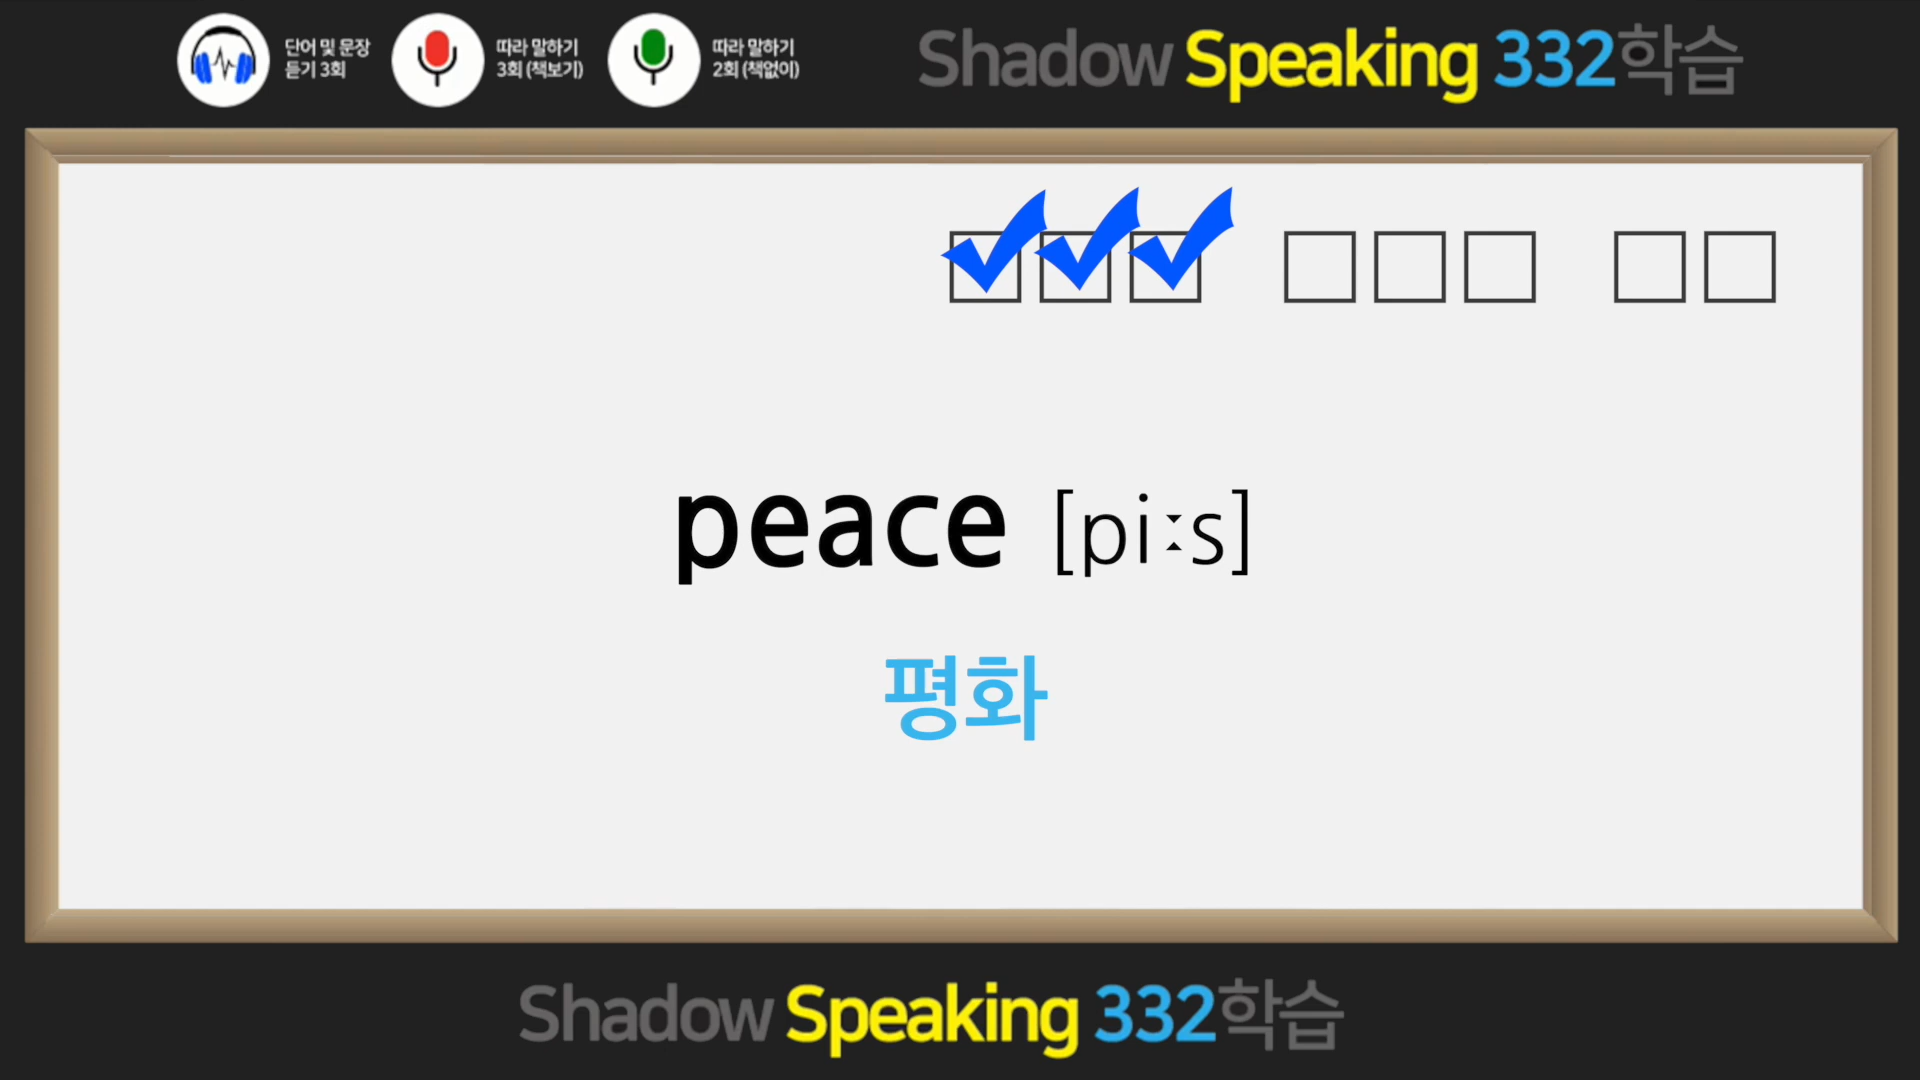 단어 및 문장
듣기 3회
따라 말하기
3회 (책보기)
따라 말하기
2회 (책없이)
Shadow Speaking 332학습
peace [piːs]
평화
Shadow Speaking 332학습